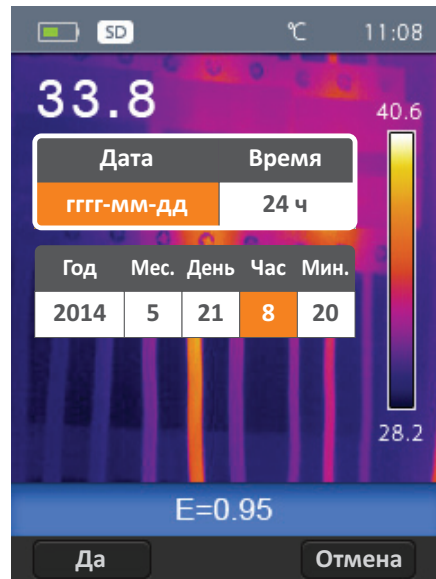 SD °C 11:08
33.8
40.6
Дата Время
гггг-мм-дд 24 ч
Год Мес. День Час Мин.
2014 5 21 8 20
28.2
E=0.95
Да Отмена